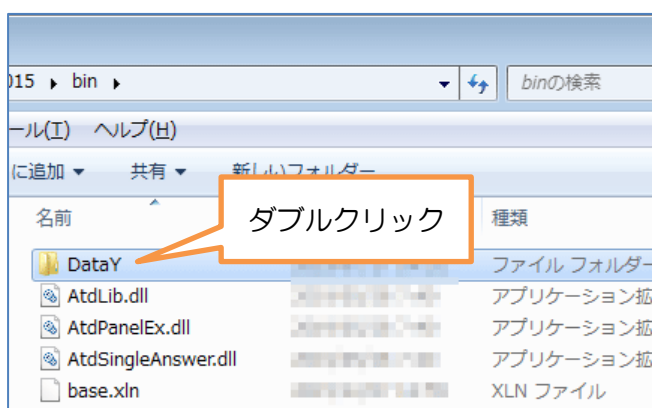 015 ▸ bin ▸ binの検索
ール(T) ヘルプ(H)
に追加 ▼ 共有 ▼ 新しいフォルダー
ダブルクリック
名前 種類
DataY ファイル フォルダー
AtdLib.dll アプリケーション拡
AtdPanelEx.dll アプリケーション拡
AtdSingleAnswer.dll アプリケーション拡
base.xln XLN ファイル